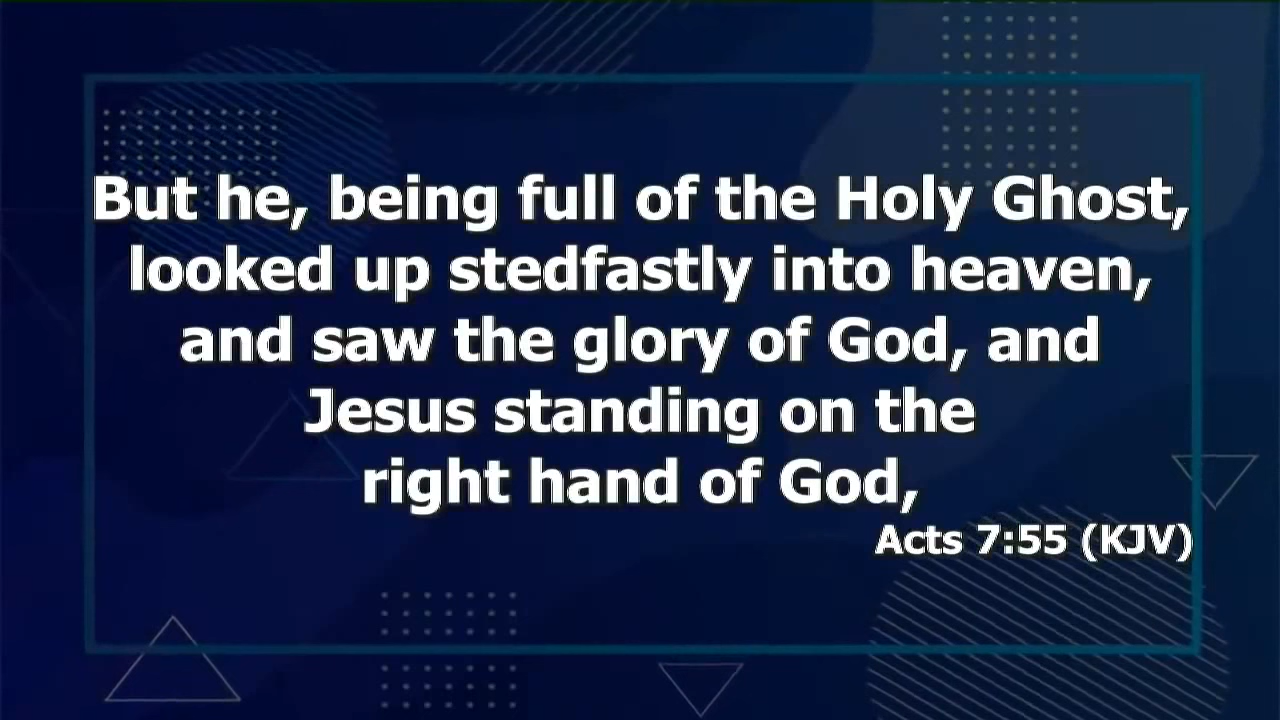 But he, being full of the Holy Ghost,
looked up stedfastly into heaven,
and saw the glory of God, and
Jesus standing on the
right hand of God,
Acts 7:55 (KJV)